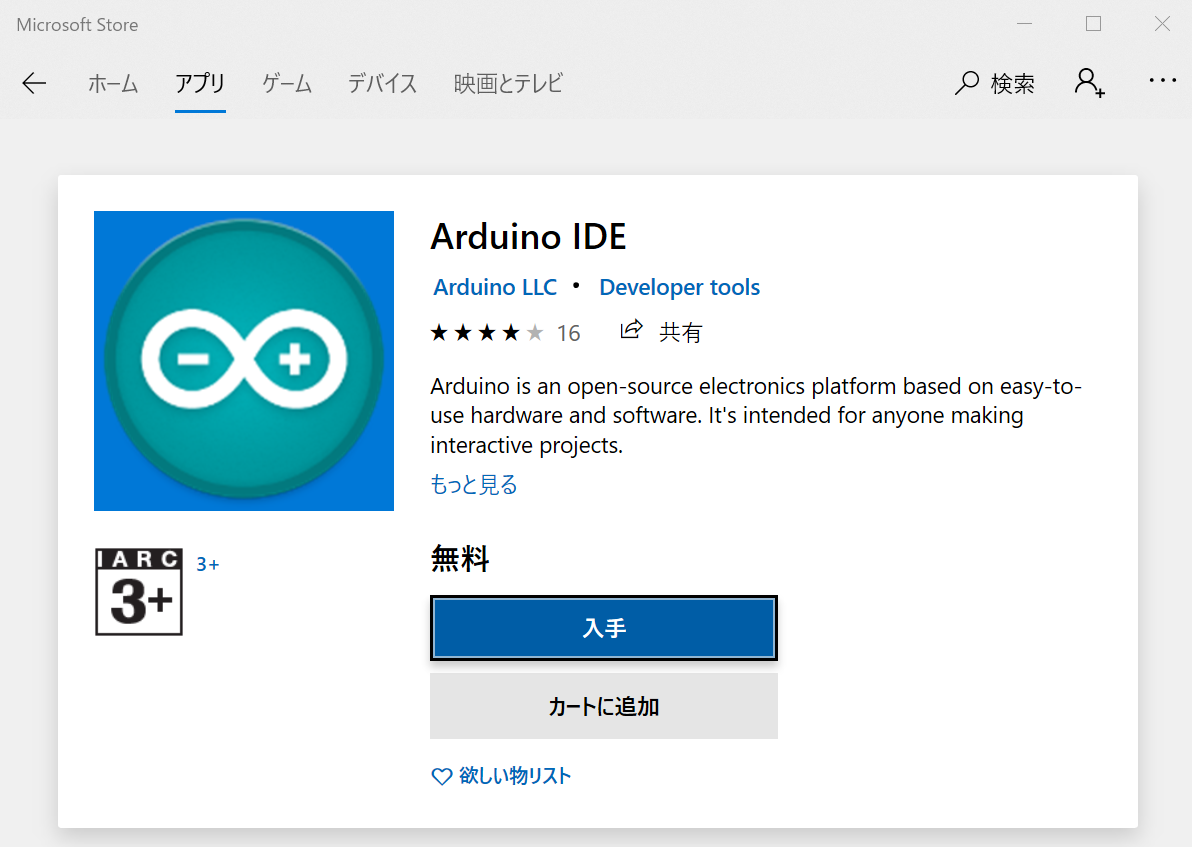 Microsoft Store
ホーム アプリ ゲーム デバイス 映画とテレビ 検索
Arduino IDE
Arduino LLC • Developer tools
16 共有
Arduino is an open-source electronics platform based on easy-to-
use hardware and software. It's intended for anyone making
interactive projects.
もっと見る
IARC
3+
3+
無料
入手
カートに追加
欲しい物リスト